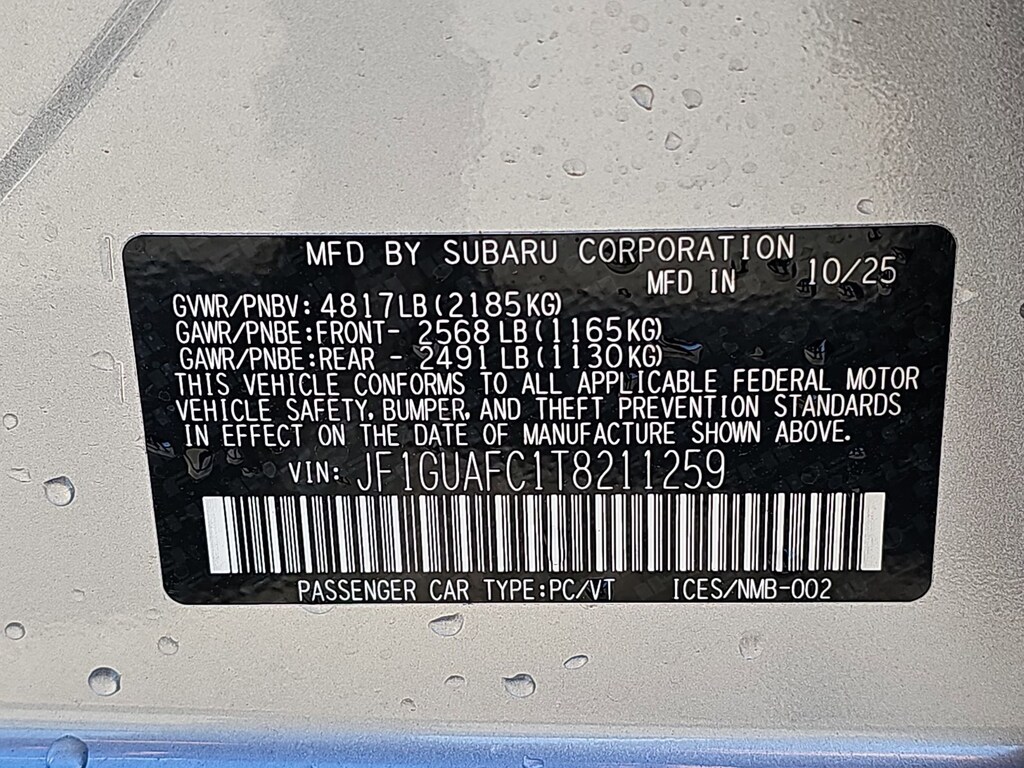 MFD BY SUBARU CORPORATION
MFD IN 10/25
GVWR/PNBV: 4817LB(2185KG)
GAWR/PNBE:FRONT- 2568 LB(1165KG)
GAWR/PNBE:REAR - 2491 LB(1130KG)
THIS VEHICLE CONFORMS TO ALL APPLICABLE FEDERAL MOTOR
VEHICLE SAFETY, BUMPER, AND THEFT PREVENTION STANDARDS
IN EFFECT ON THE DATE OF MANUFACTURE SHOWN ABOVE.
VIN: JF1GUAFC1T8211259
PASSENGER CAR TYPE:PC/VT ICES/NMB-002